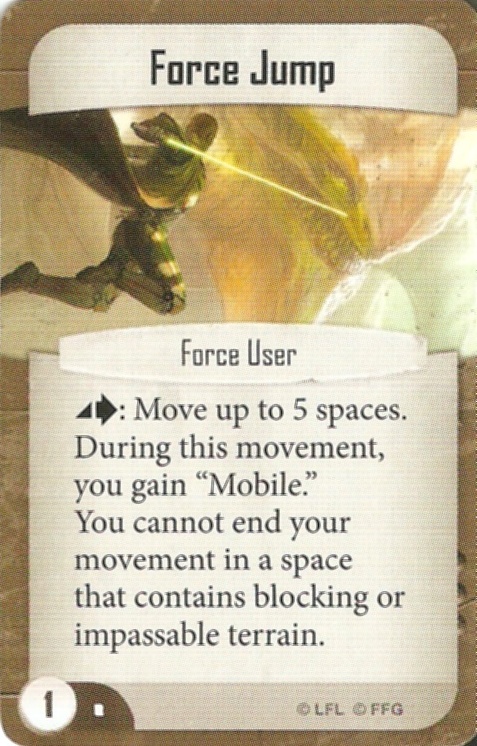 Force Jump
Force User
: Move up to 5 spaces.
During this movement,
you gain “Mobile.”
You cannot end your
movement in a space
that contains blocking or
impassable terrain.
1
© LFL © FFG